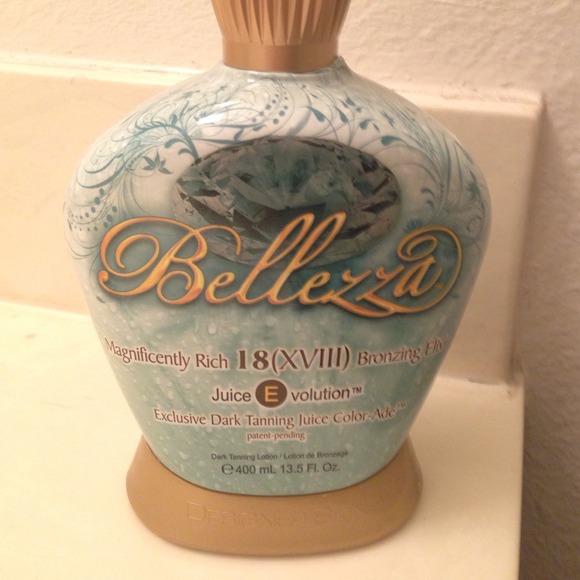 Bellezza
Magnificently Rich 18(XVIII) Bronzing
Juice E volution™
Exclusive Dark Tanning Juice Color-Ade™
patent-pending
Dark Tanning Lotion / Lotion de Bronzage
℮ 400 mL 13.5 Fl. Oz.